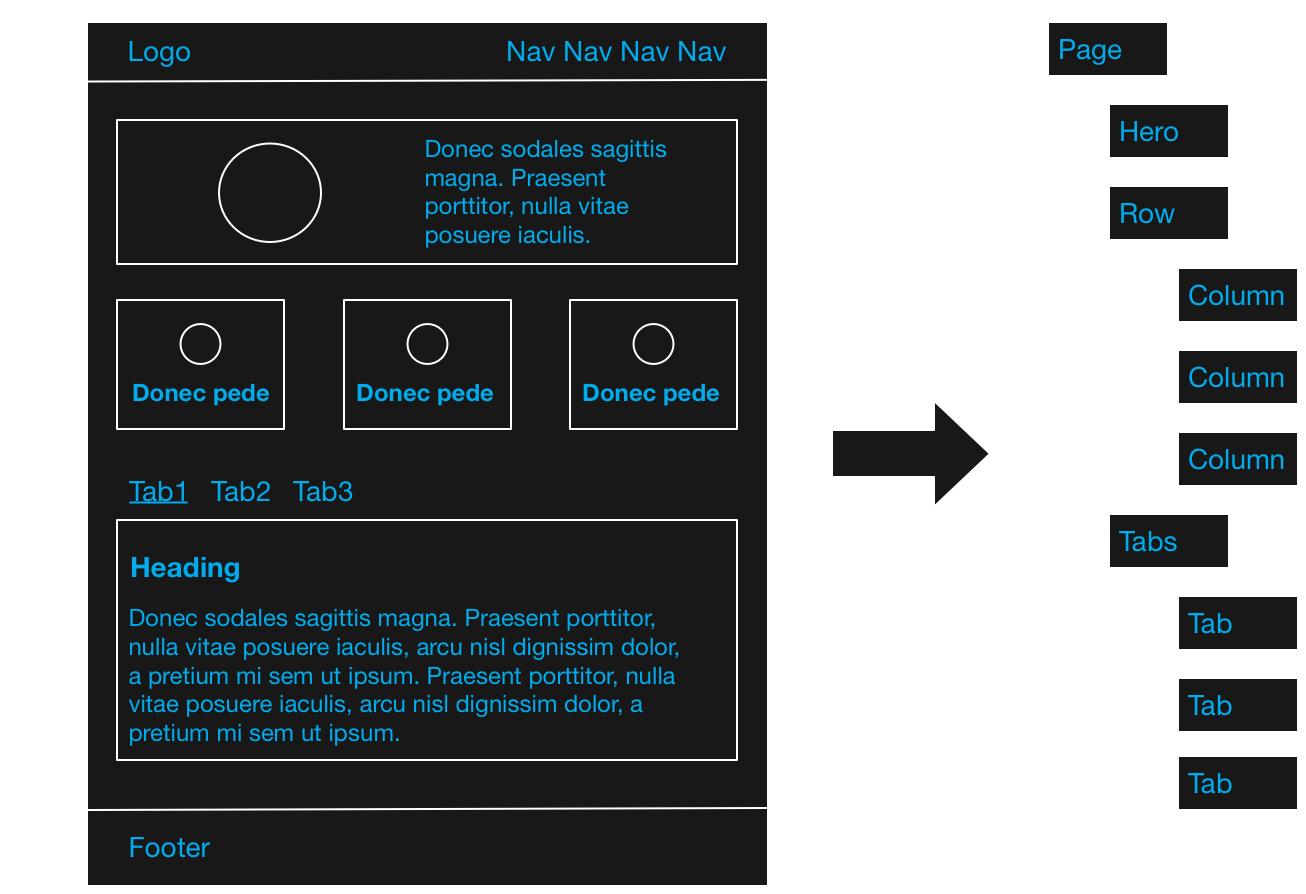 Logo
Nav Nav Nav Nav
Donec sodales sagittis
magna. Praesent
porttitor, nulla vitae
posuere iaculis.
Donec pede
Donec pede
Donec pede
Tab1 Tab2 Tab3
Heading
Donec sodales sagittis magna. Praesent porttitor,
nulla vitae posuere iaculis, arcu nisl dignissim dolor,
a pretium mi sem ut ipsum. Praesent porttitor, nulla
vitae posuere iaculis, arcu nisl dignissim dolor, a
pretium mi sem ut ipsum.
Footer
Page
Hero
Row
Column
Column
Column
Tabs
Tab
Tab
Tab